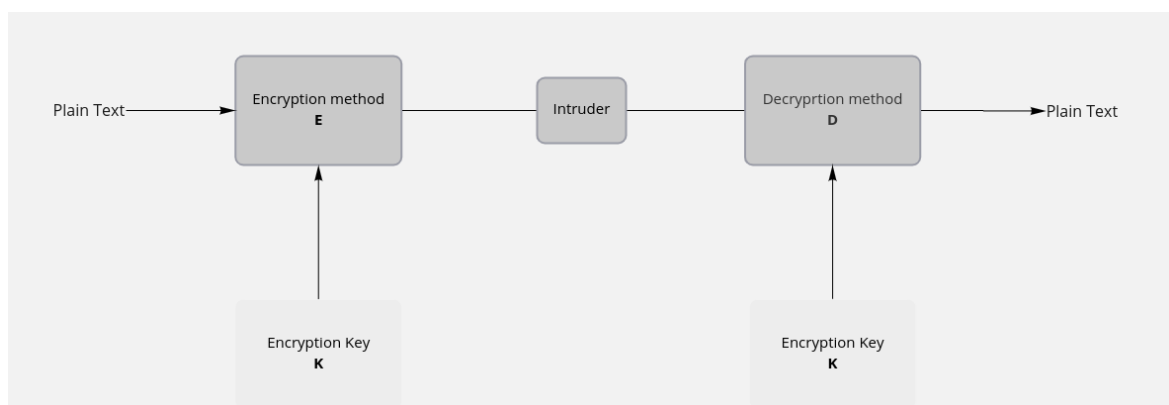 Plain Text
Encryption method
E
Intruder
Decryprtion method
D
Plain Text
Encryption Key
K
Encryption Key
K